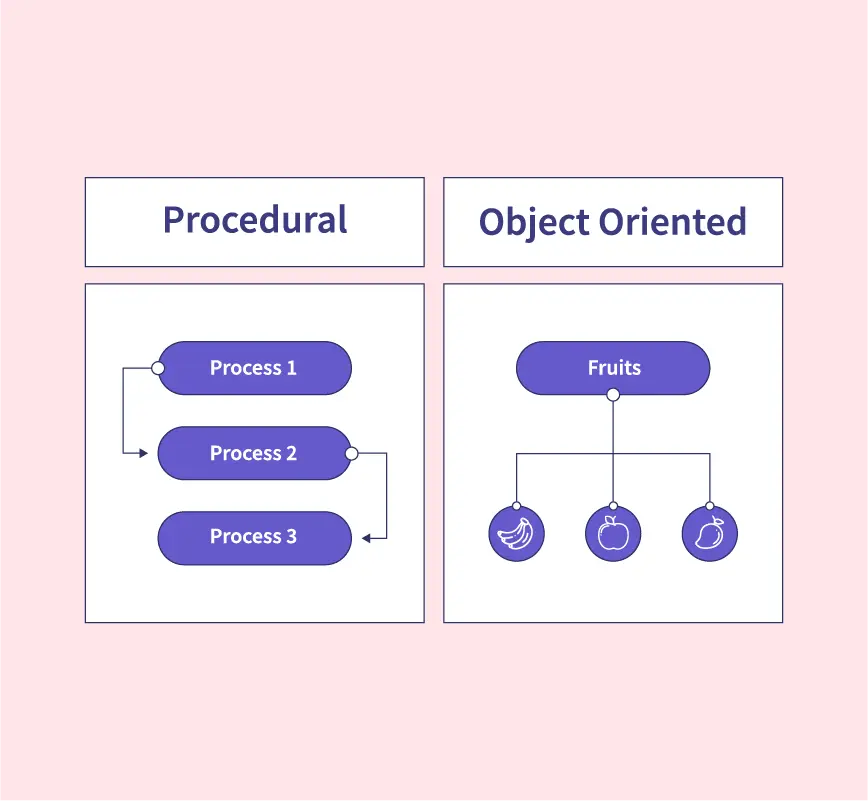 Procedural
Object Oriented
Process 1
Process 2
Process 3
Fruits